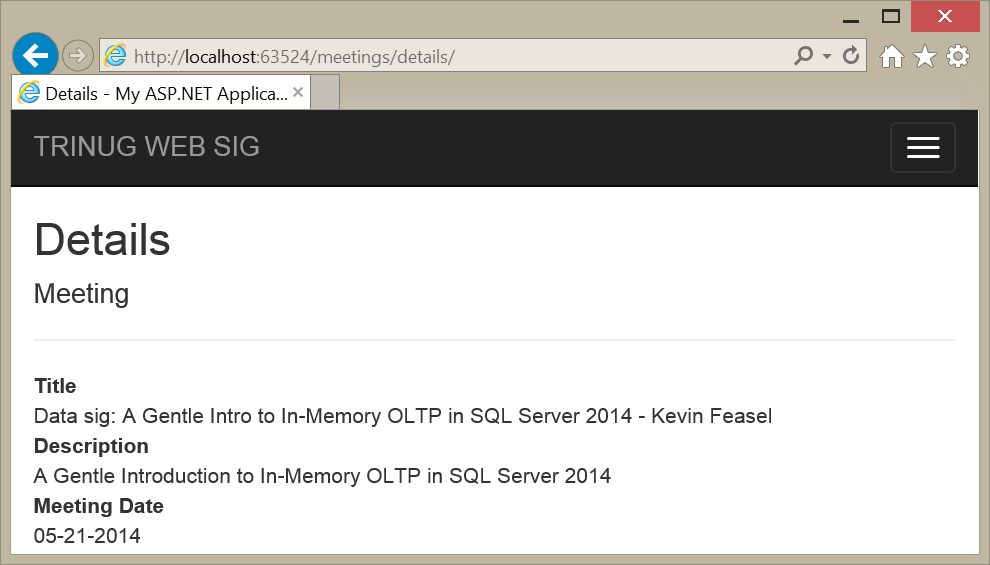 http://localhost:63524/meetings/details/
Details - My ASP.NET Applica...
TRINUG WEB SIG
Details
Meeting
Title
Data sig: A Gentle Intro to In-Memory OLTP in SQL Server 2014 - Kevin Feasel
Description
A Gentle Introduction to In-Memory OLTP in SQL Server 2014
Meeting Date
05-21-2014